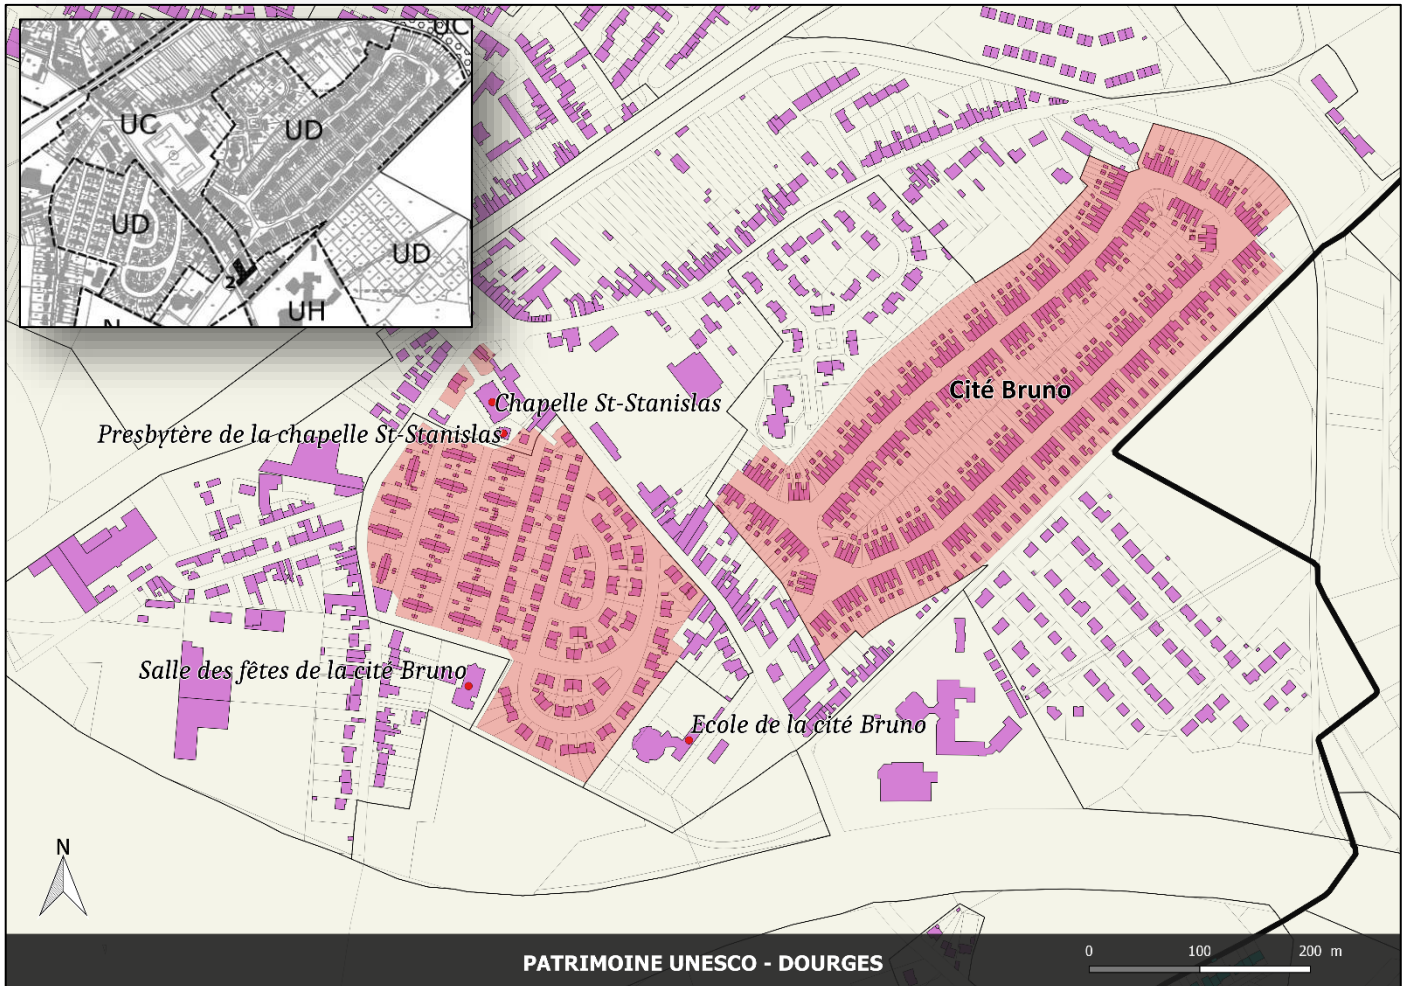 UC
UC
UD
UD
UD
2
UH
N
Cité Bruno
Chapelle St-Stanislas
Presbytère de la chapelle St-Stanislas
Salle des fêtes de la cité Bruno
Ecole de la cité Bruno
N
PATRIMOINE UNESCO - DOURGES
0 100 200 m